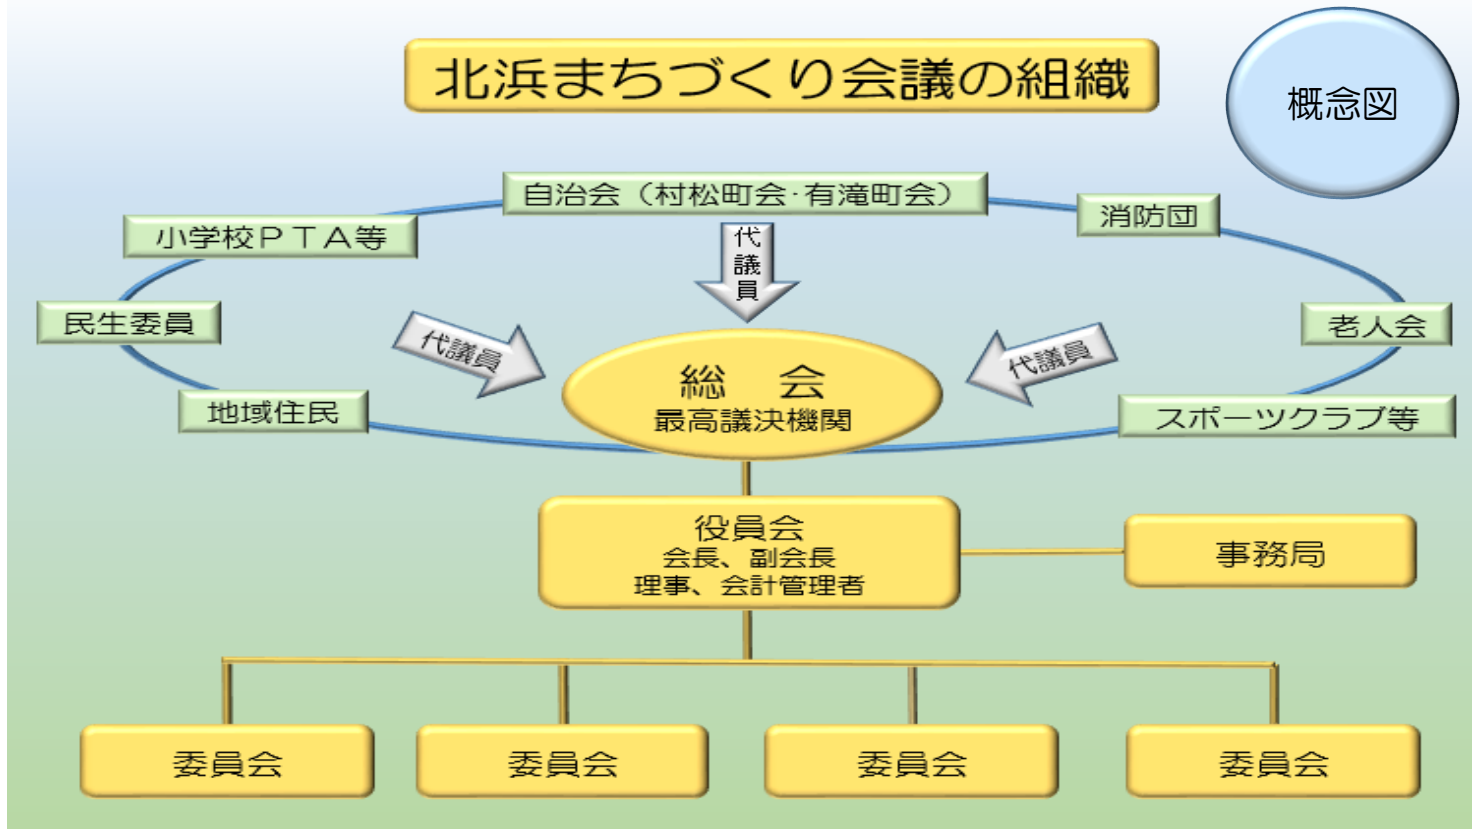 北浜まちづくり会議の組織
概念図
自治会（村松町会・有滝町会）
消防団
小学校ＰＴＡ等
代議員
民生委員
老人会
代議員
代議員
総　会
最高議決機関
地域住民
スポーツクラブ等
役員会
会長、副会長
理事、会計管理者
事務局
委員会
委員会
委員会
委員会